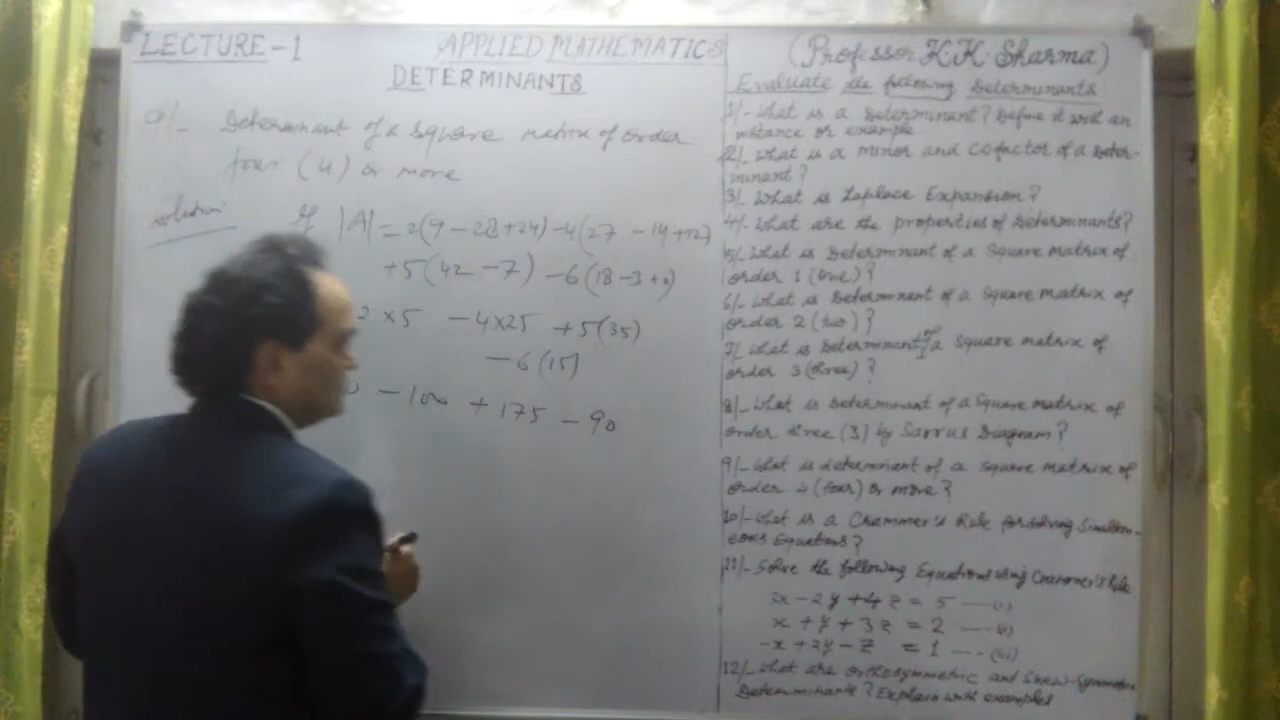 LECTURE-1
APPLIED MATHEMATICS
DETERMINANTS
9/- Determinant of a Square matrix of order
four (4) or more
Solution:
If |A| = 2(9 - 28 + 24) - 4(27 - 14 + 12)
+5(42 - 7) - 6(18 - 3 + 0)
2 x 5 - 4x25 + 5(35)
- 6(15)
0 - 100 + 175 - 90
(Professor K.K. Sharma)
Evaluate the following Determinants
1/- What is a Determinant? Define it with an
instance or example
2/- What is a minor and cofactor of a Deter-
minant?
3/- What is Laplace Expansion?
4/- What are the properties of Determinants?
5/- What is Determinant of a Square Matrix of
order 1 (one)?
6/- What is Determinant of a Square Matrix of
order 2 (two)?
7/- What is Determinant of a Square matrix of
order 3 (three)?
8/- What is Determinant of a Square Matrix of
order three (3) by Sarrus Diagram?
9/- What is determinant of a square matrix of
order 4 (four) or more?
10/- What is a Crammer's Rule for solving Simultan-
eous Equations?
11/- Solve the following Equations using Crammer's Rule
2x - 2y + 4z = 5 ---(i)
x + y + 3z = 2 ---(ii)
-x + 2y - z = 1 ---(iii)
12/- What are orthosymmetric and Skew-Symmetric
Determinants? Explain with examples